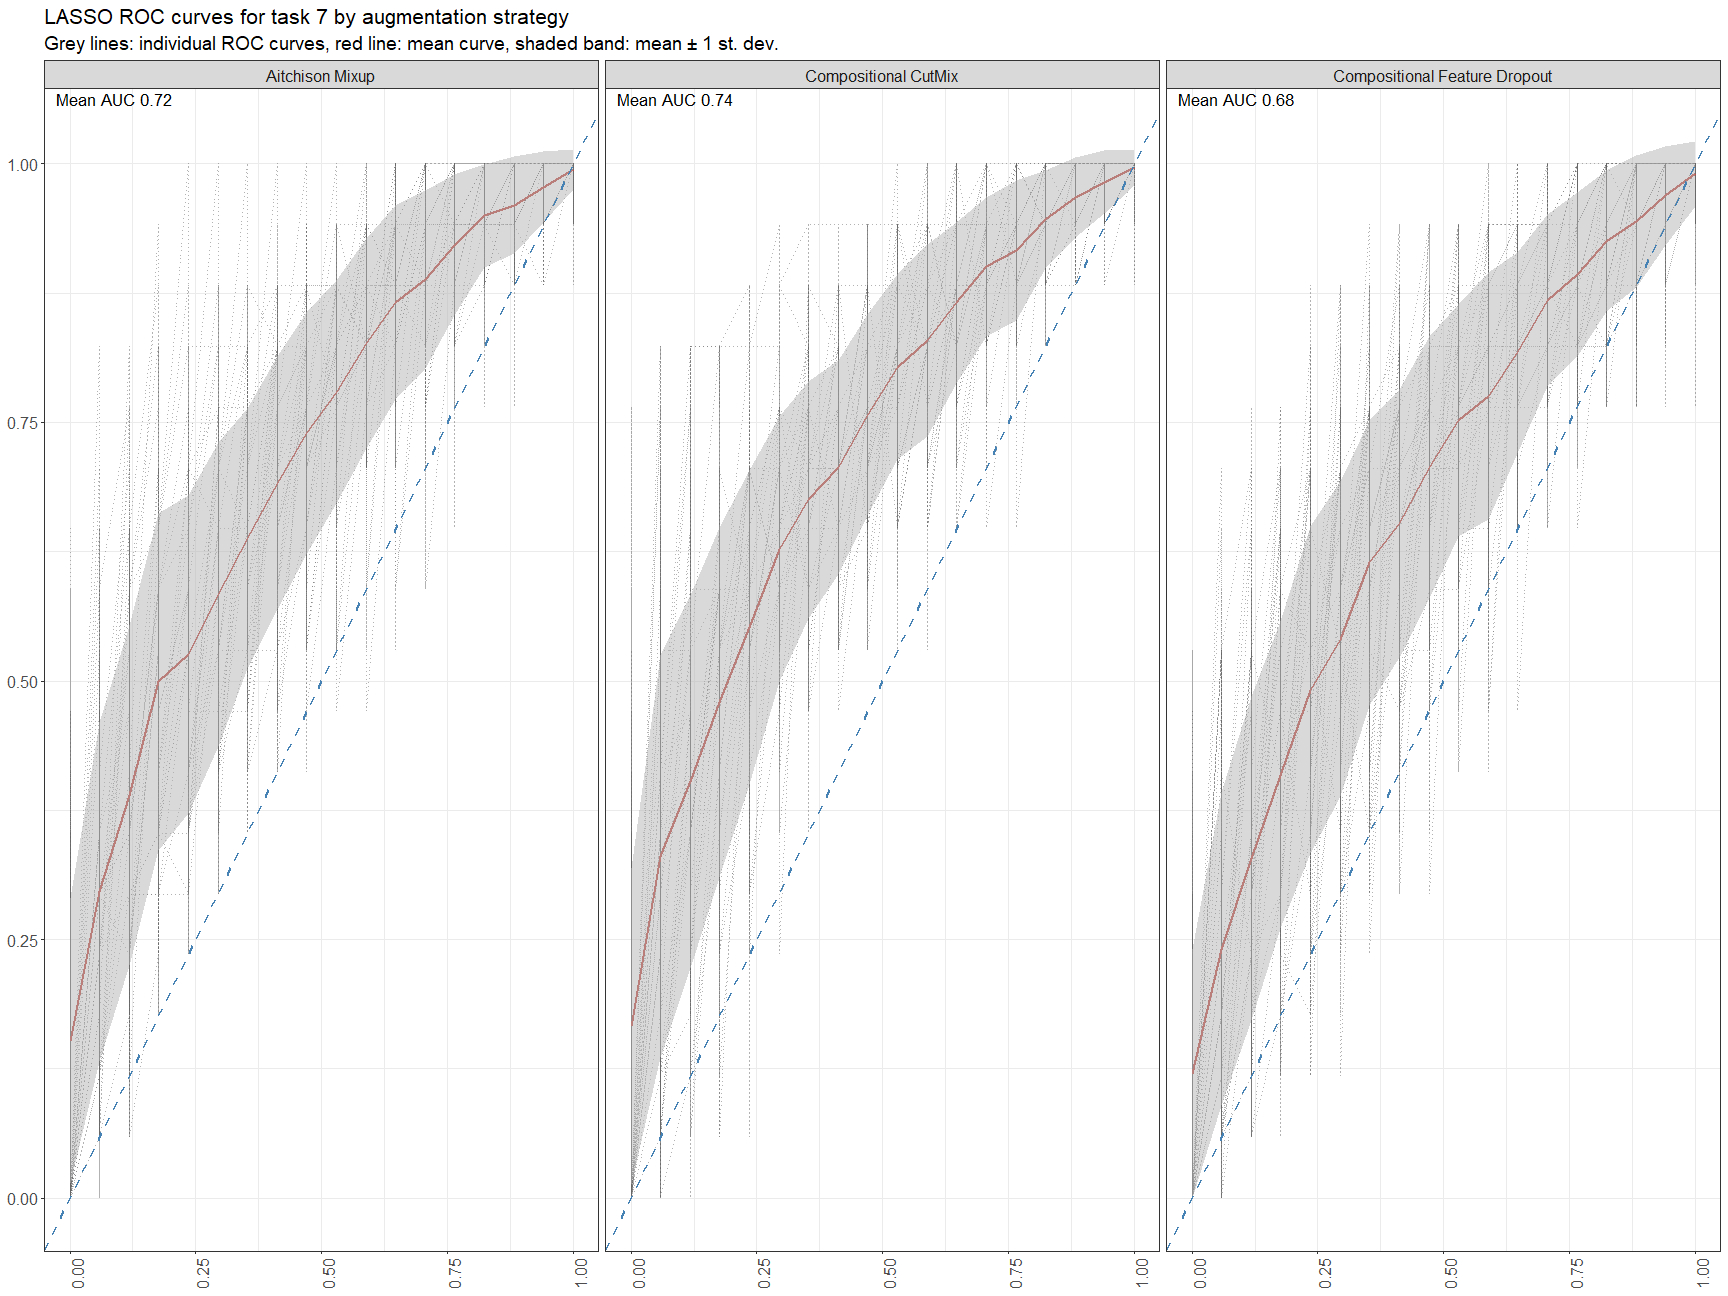 LASSO ROC curves for task 7 by augmentation strategy
Grey lines: individual ROC curves, red line: mean curve, shaded band: mean ± 1 st. dev.
Aitchison Mixup
Compositional CutMix
Compositional Feature Dropout
Mean AUC 0.72
Mean AUC 0.74
Mean AUC 0.68
1.00
0.75
0.50
0.25
0.00
0.00
0.25
0.50
0.75
1.00
0.00
0.25
0.50
0.75
1.00
0.00
0.25
0.50
0.75
1.00